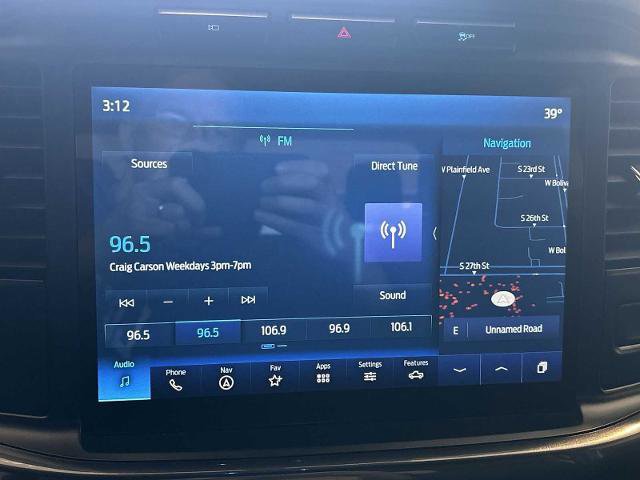 OFF
3:12
39°
FM
Navigation
Sources
Direct Tune
W Plainfield Ave
S 23rd St
W Boliva
S 26th St
96.5
W Bol
Craig Carson Weekdays 3pm-7pm
S 27th St
Sound
96.5
96.5
106.9
96.9
106.1
E
Unnamed Road
Audio
Phone
Nav
Fav
Apps
Settings
Features